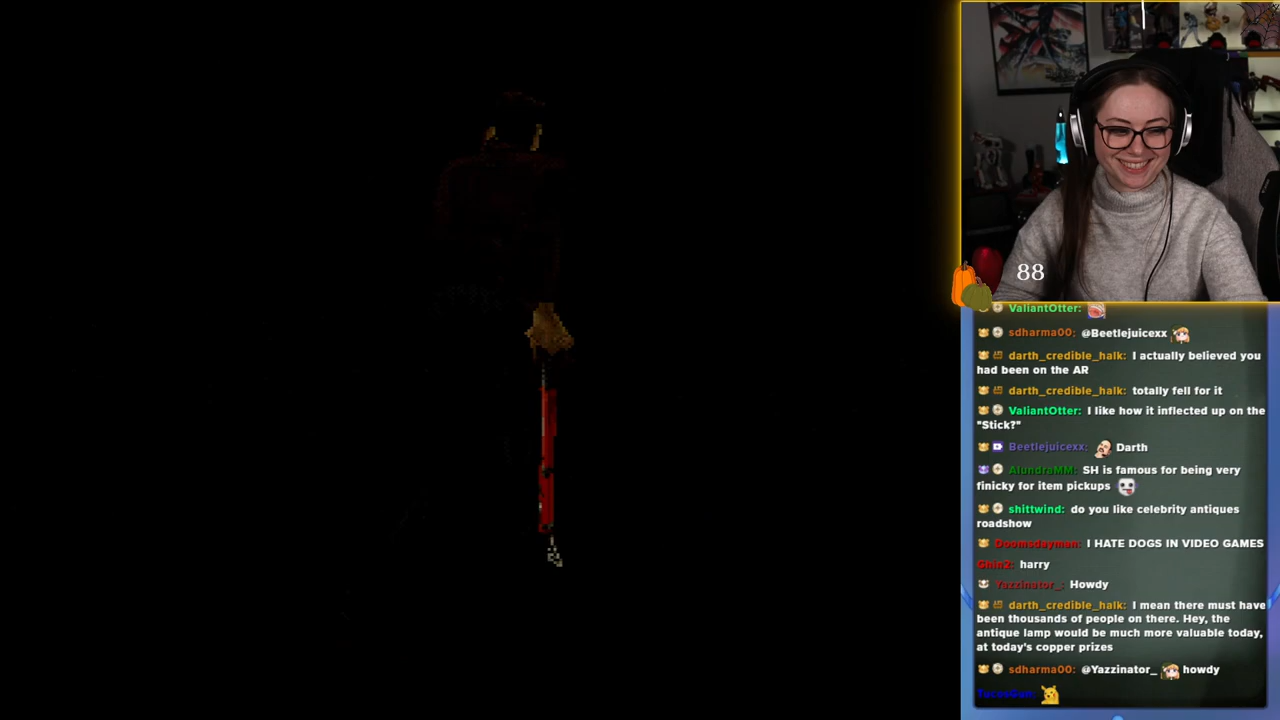 88
ValiantOtter:
sdharma00: @Beetlejuicexx
darth_credible_halk: I actually believed you
had been on the AR
darth_credible_halk: totally fell for it
ValiantOtter: I like how it inflected up on the
"Stick?"
Beetlejuicexx: Darth
AlundraMM: SH is famous for being very
finicky for item pickups
shittwind: do you like celebrity antiques
roadshow
Doomsdayman: I HATE DOGS IN VIDEO GAMES
Ghin2: harry
Yazzinator_: Howdy
darth_credible_halk: I mean there must have
been thousands of people on there. Hey, the
antique lamp would be much more valuable today,
at today's copper prizes
sdharma00: @Yazzinator_ howdy